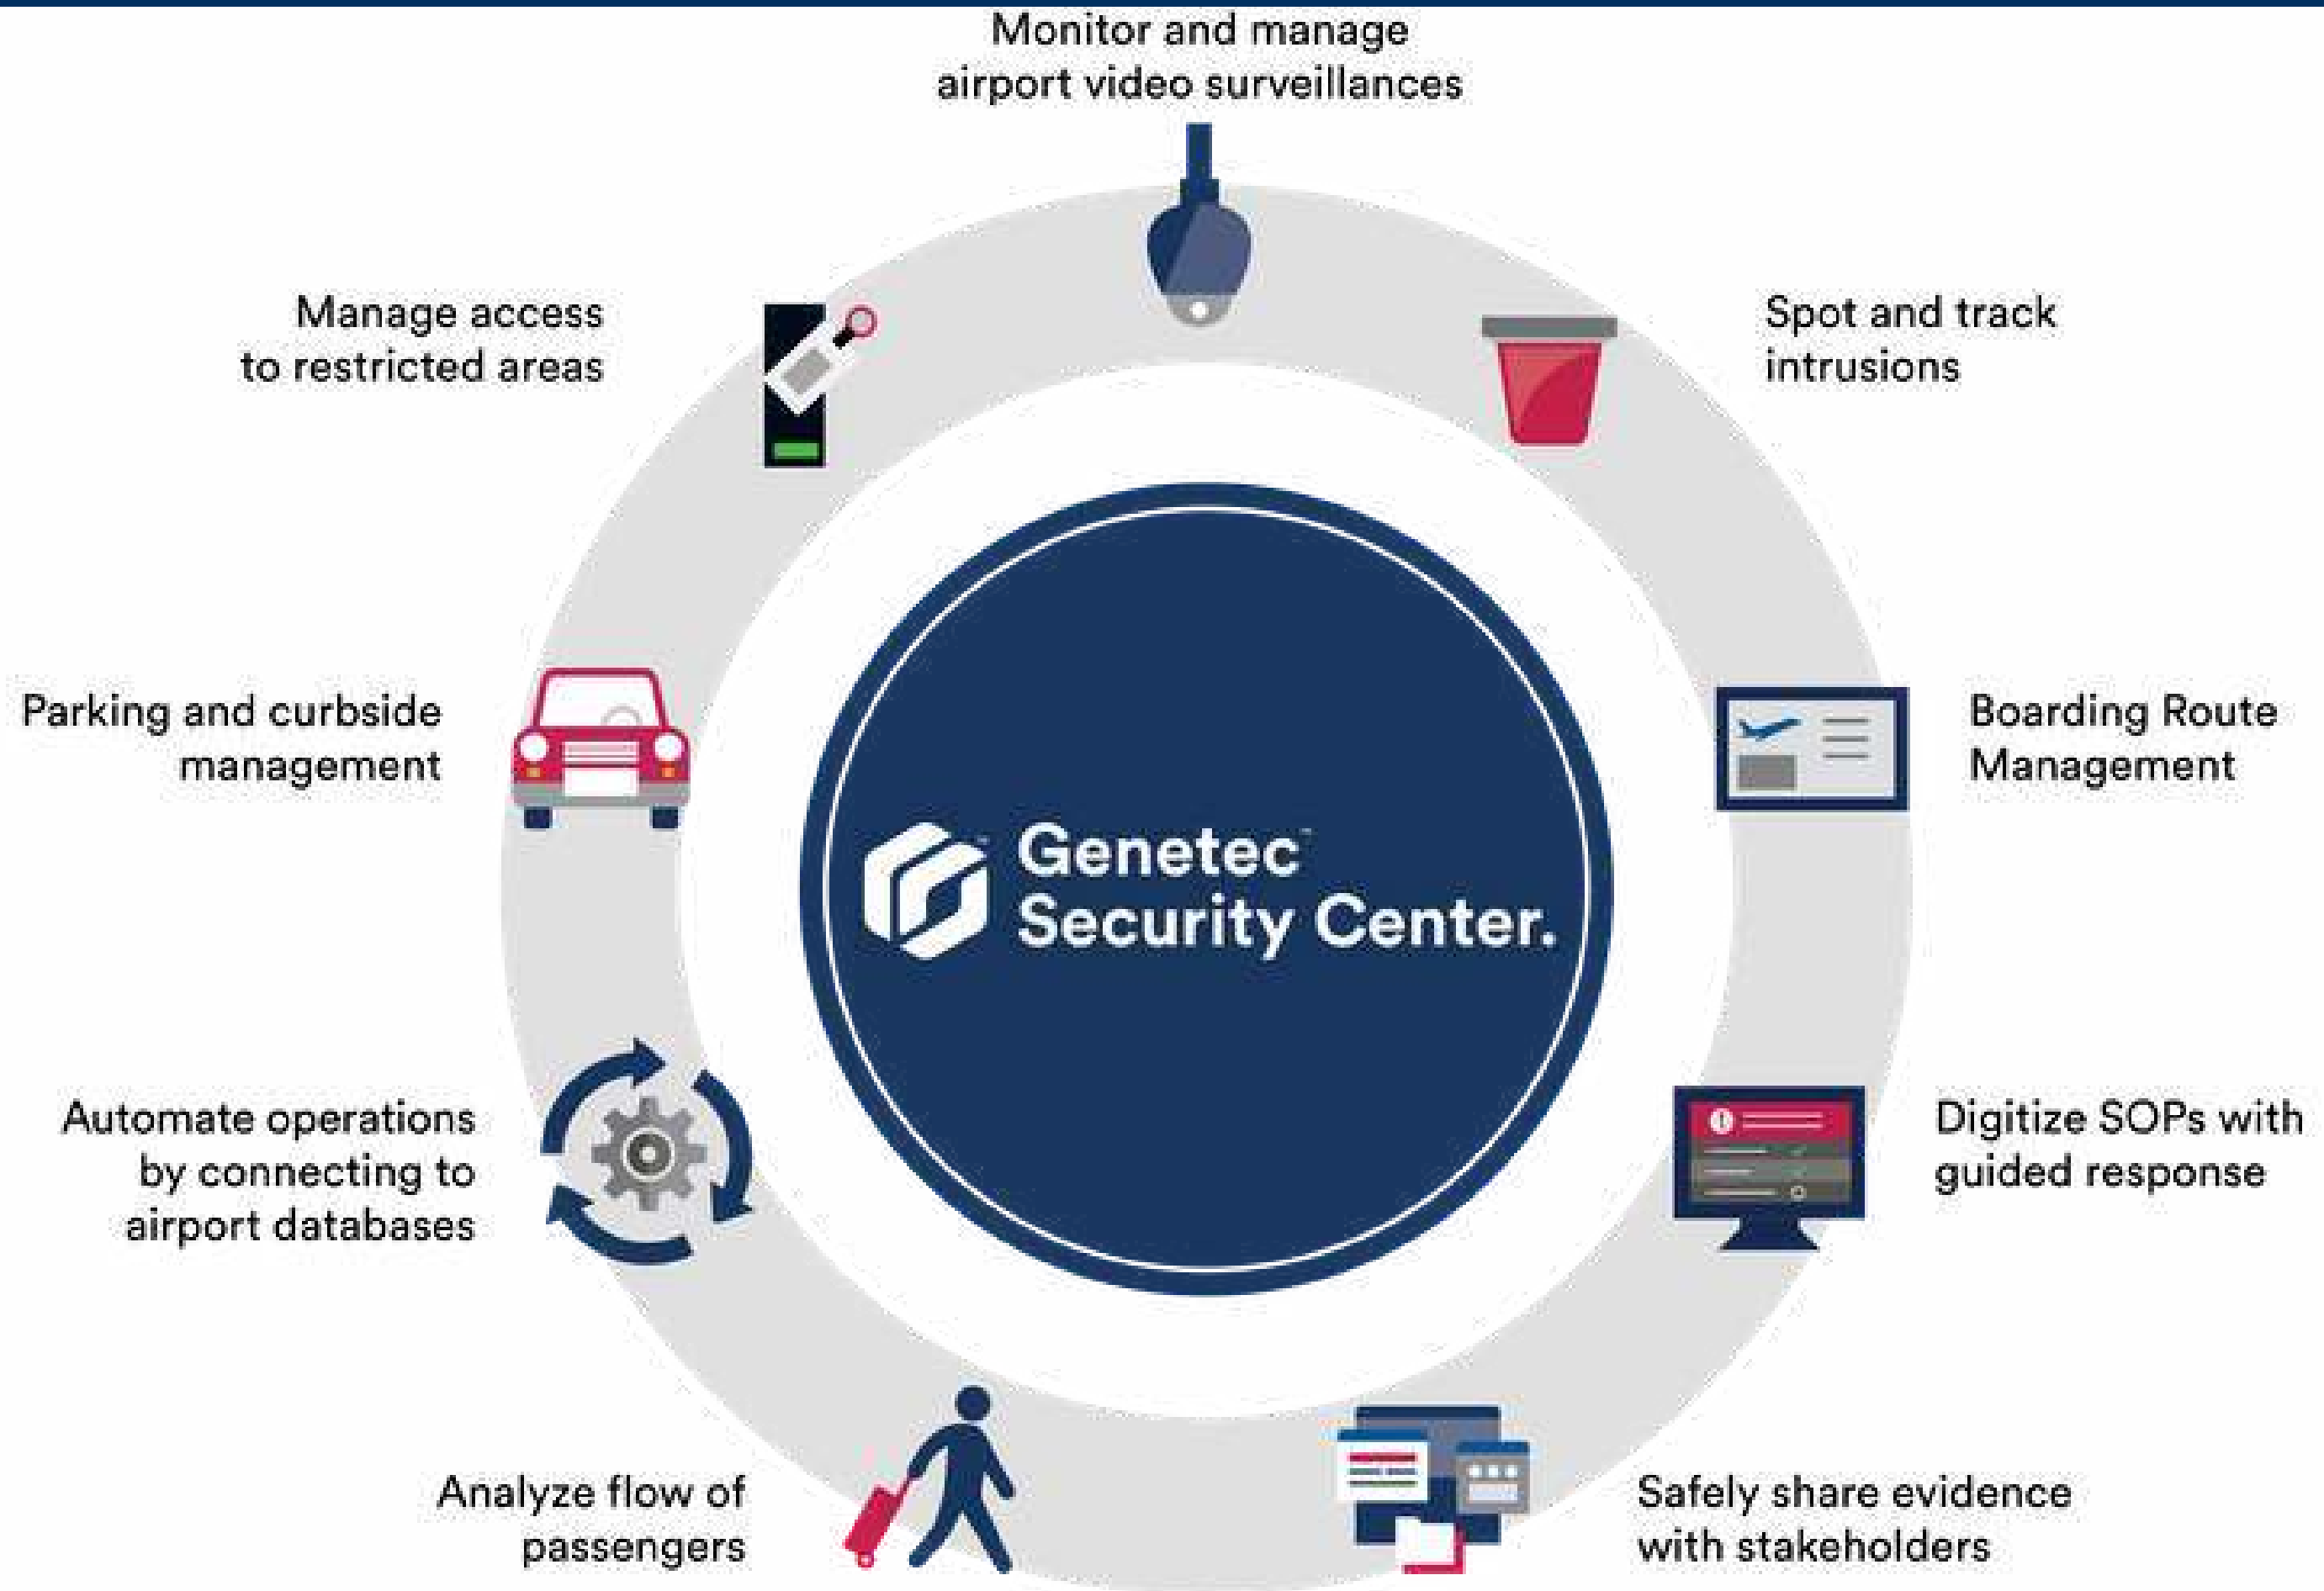 Monitor and manage
airport video surveillances
Spot and track
intrusions
Boarding Route
Management
Digitize SOPs with
guided response
Safely share evidence
with stakeholders
Analyze flow of
passengers
Automate operations
by connecting to
airport databases
Parking and curbside
management
Manage access
to restricted areas
Genetec™
Security Center.